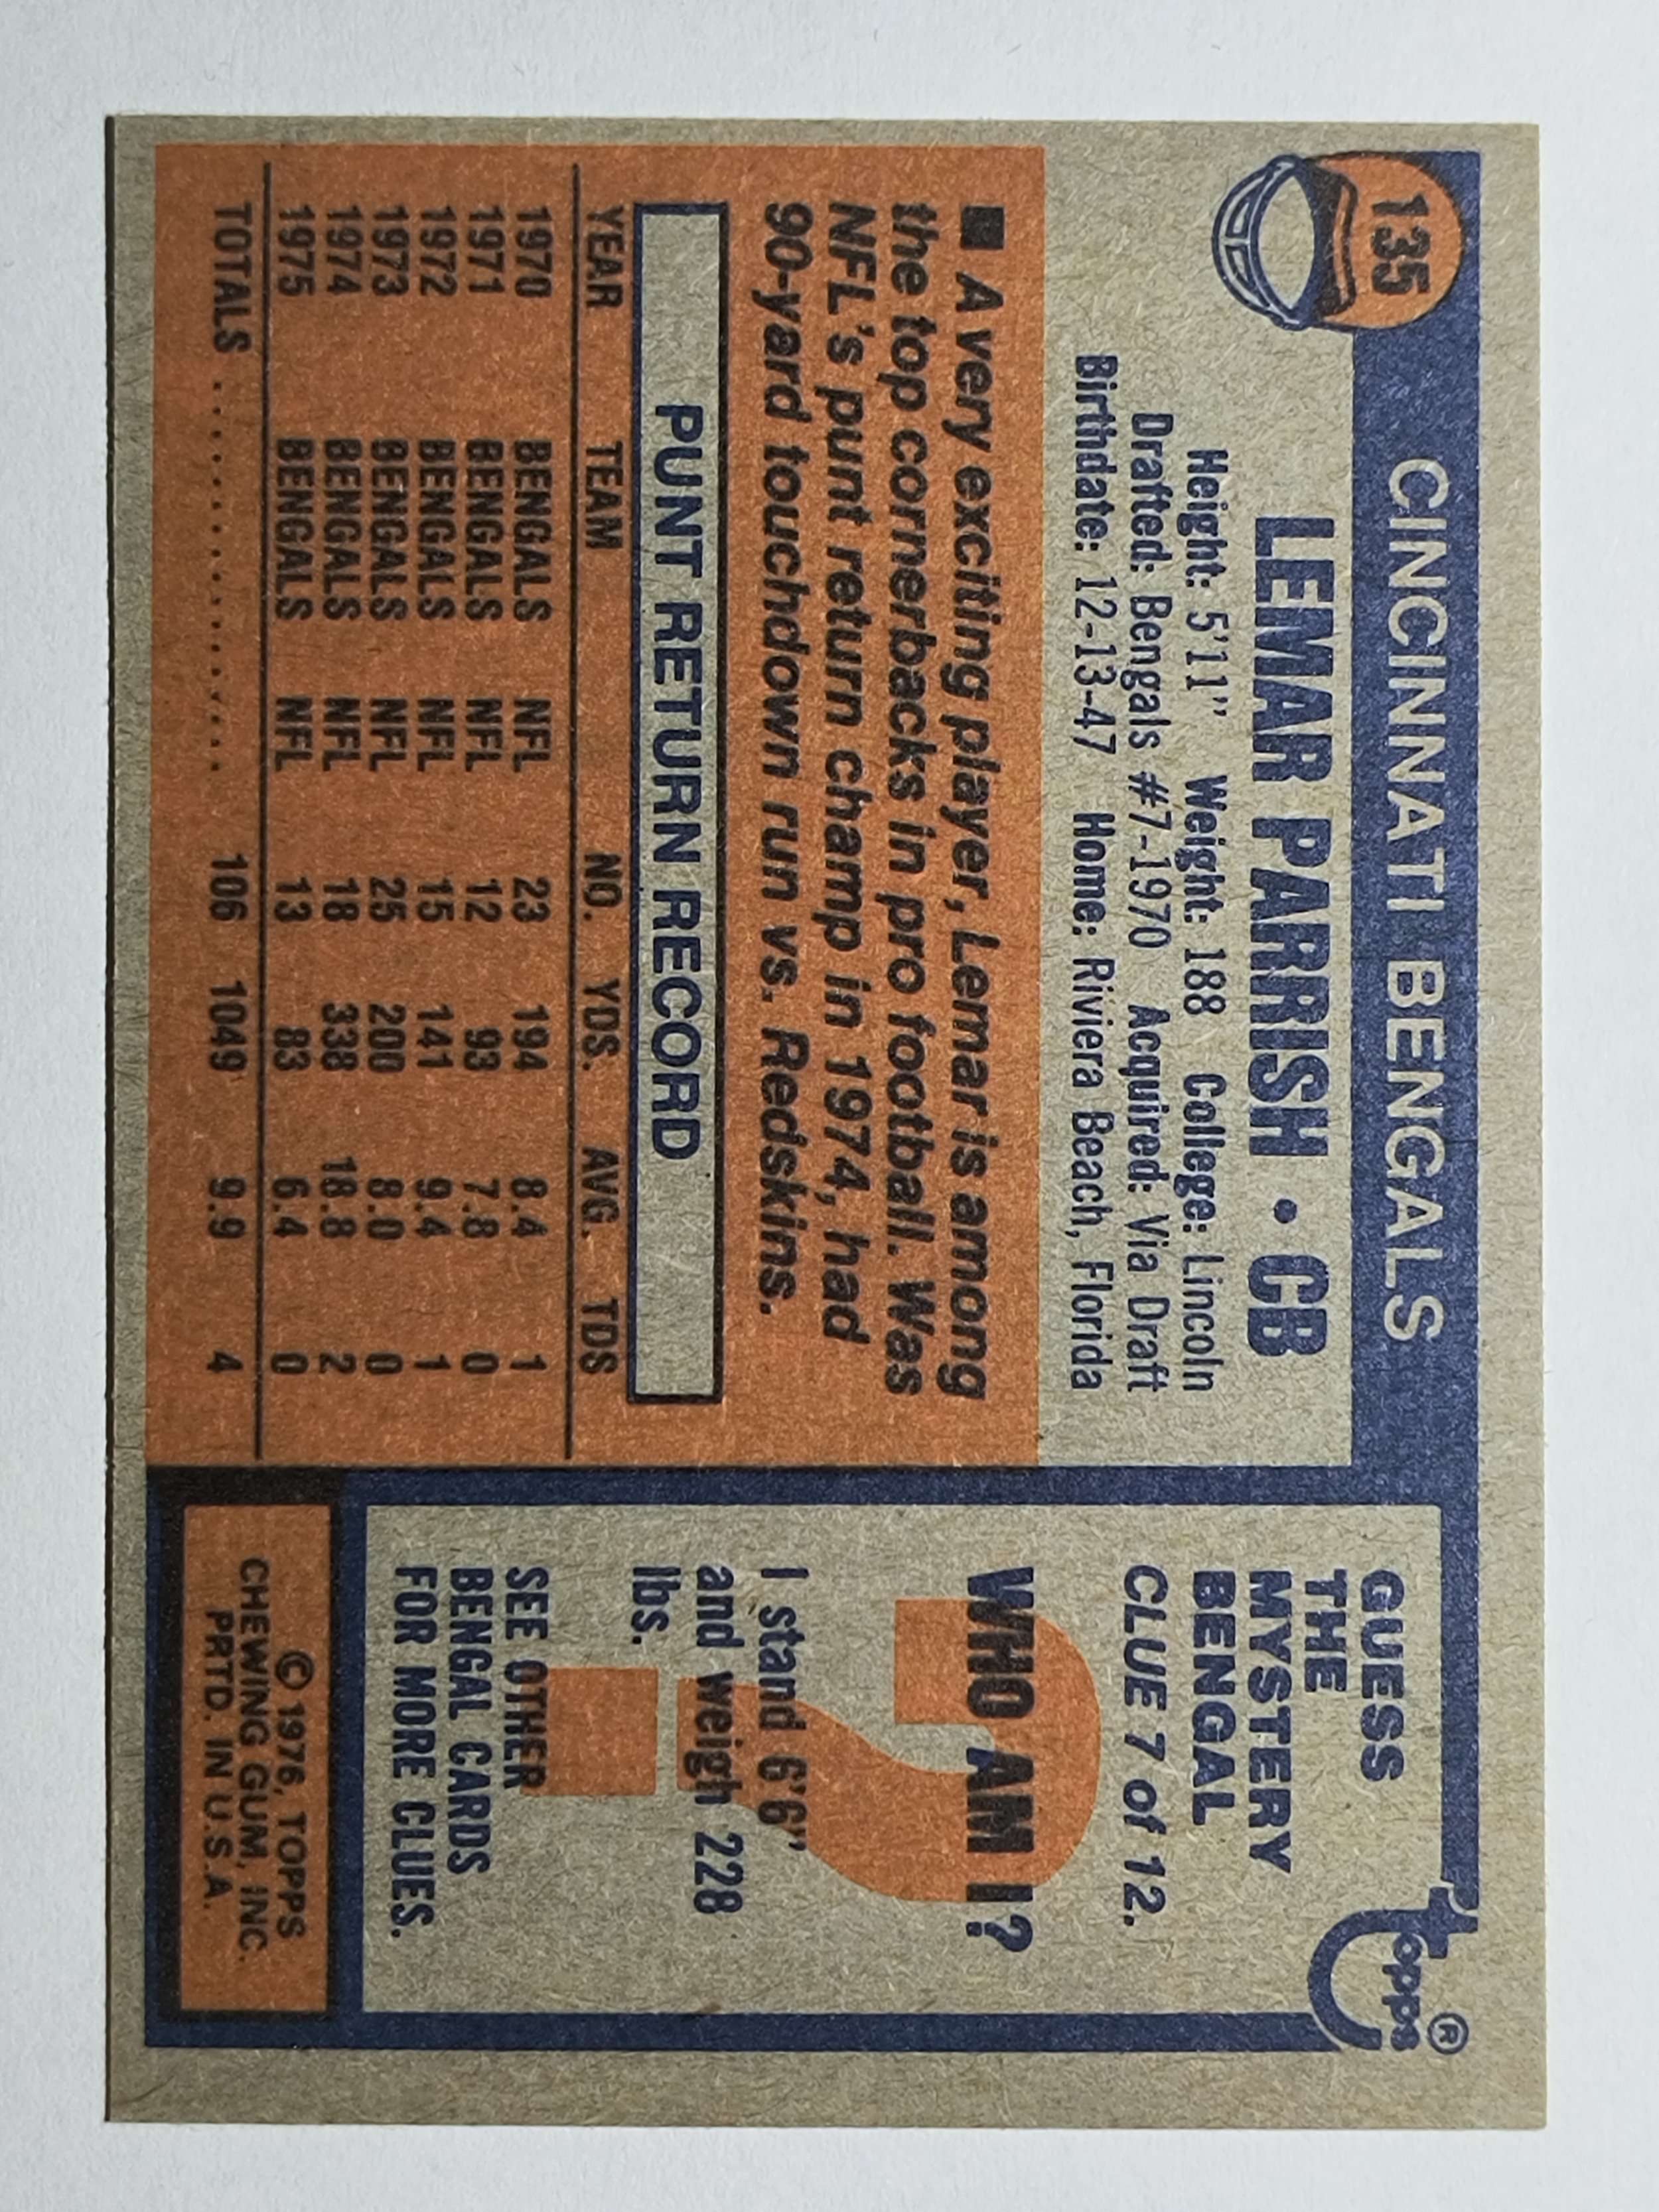 135
CINCINNATI BENGALS
LEMAR PARRISH • CB
Height: 5'11" Weight: 188 College: Lincoln
Drafted: Bengals #7-1970 Acquired: Via Draft
Birthdate: 12-13-47 Home: Riviera Beach, Florida
■ A very exciting player, Lemar is among
the top cornerbacks in pro football. Was
NFL's punt return champ in 1974, had
90-yard touchdown run vs. Redskins.
PUNT RETURN RECORD
YEAR TEAM NO. YDS. AVG. TDS
1970 BENGALS NFL 23 194 8.4 1
1971 BENGALS NFL 12 93 7.8 0
1972 BENGALS NFL 15 141 9.4 1
1973 BENGALS NFL 25 200 8.0 0
1974 BENGALS NFL 18 338 18.8 2
1975 BENGALS NFL 13 83 6.4 0
TOTALS .................. 106 1049 9.9 4
topps®
GUESS
THE
MYSTERY
BENGAL
CLUE 7 of 12.
WHO AM I?
I stand 6'6"
and weigh 228
lbs.
SEE OTHER
BENGAL CARDS
FOR MORE CLUES.
© 1976, TOPPS
CHEWING GUM, INC.
PRTD. IN U.S.A.